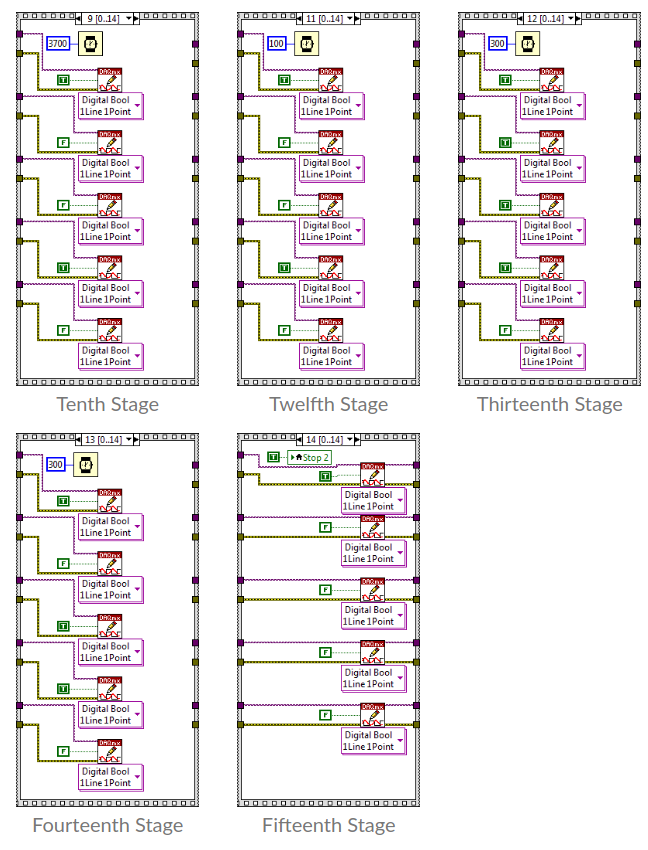 9 [0..14]
3700
DAQmx
T
Digital Bool
1Line 1Point
DAQmx
F
Digital Bool
1Line 1Point
DAQmx
F
Digital Bool
1Line 1Point
DAQmx
T
Digital Bool
1Line 1Point
DAQmx
F
Digital Bool
1Line 1Point
Tenth Stage
11 [0..14]
100
DAQmx
T
Digital Bool
1Line 1Point
DAQmx
F
Digital Bool
1Line 1Point
DAQmx
F
Digital Bool
1Line 1Point
DAQmx
T
Digital Bool
1Line 1Point
DAQmx
F
Digital Bool
1Line 1Point
Twelfth Stage
12 [0..14]
300
DAQmx
T
Digital Bool
1Line 1Point
DAQmx
T
Digital Bool
1Line 1Point
DAQmx
T
Digital Bool
1Line 1Point
DAQmx
T
Digital Bool
1Line 1Point
DAQmx
F
Digital Bool
1Line 1Point
Thirteenth Stage
13 [0..14]
300
DAQmx
T
Digital Bool
1Line 1Point
DAQmx
F
Digital Bool
1Line 1Point
DAQmx
T
Digital Bool
1Line 1Point
DAQmx
T
Digital Bool
1Line 1Point
DAQmx
F
Digital Bool
1Line 1Point
Fourteenth Stage
14 [0..14]
T Stop 2
DAQmx
T
Digital Bool
1Line 1Point
DAQmx
F
Digital Bool
1Line 1Point
DAQmx
F
Digital Bool
1Line 1Point
DAQmx
F
Digital Bool
1Line 1Point
DAQmx
F
Digital Bool
1Line 1Point
Fifteenth Stage